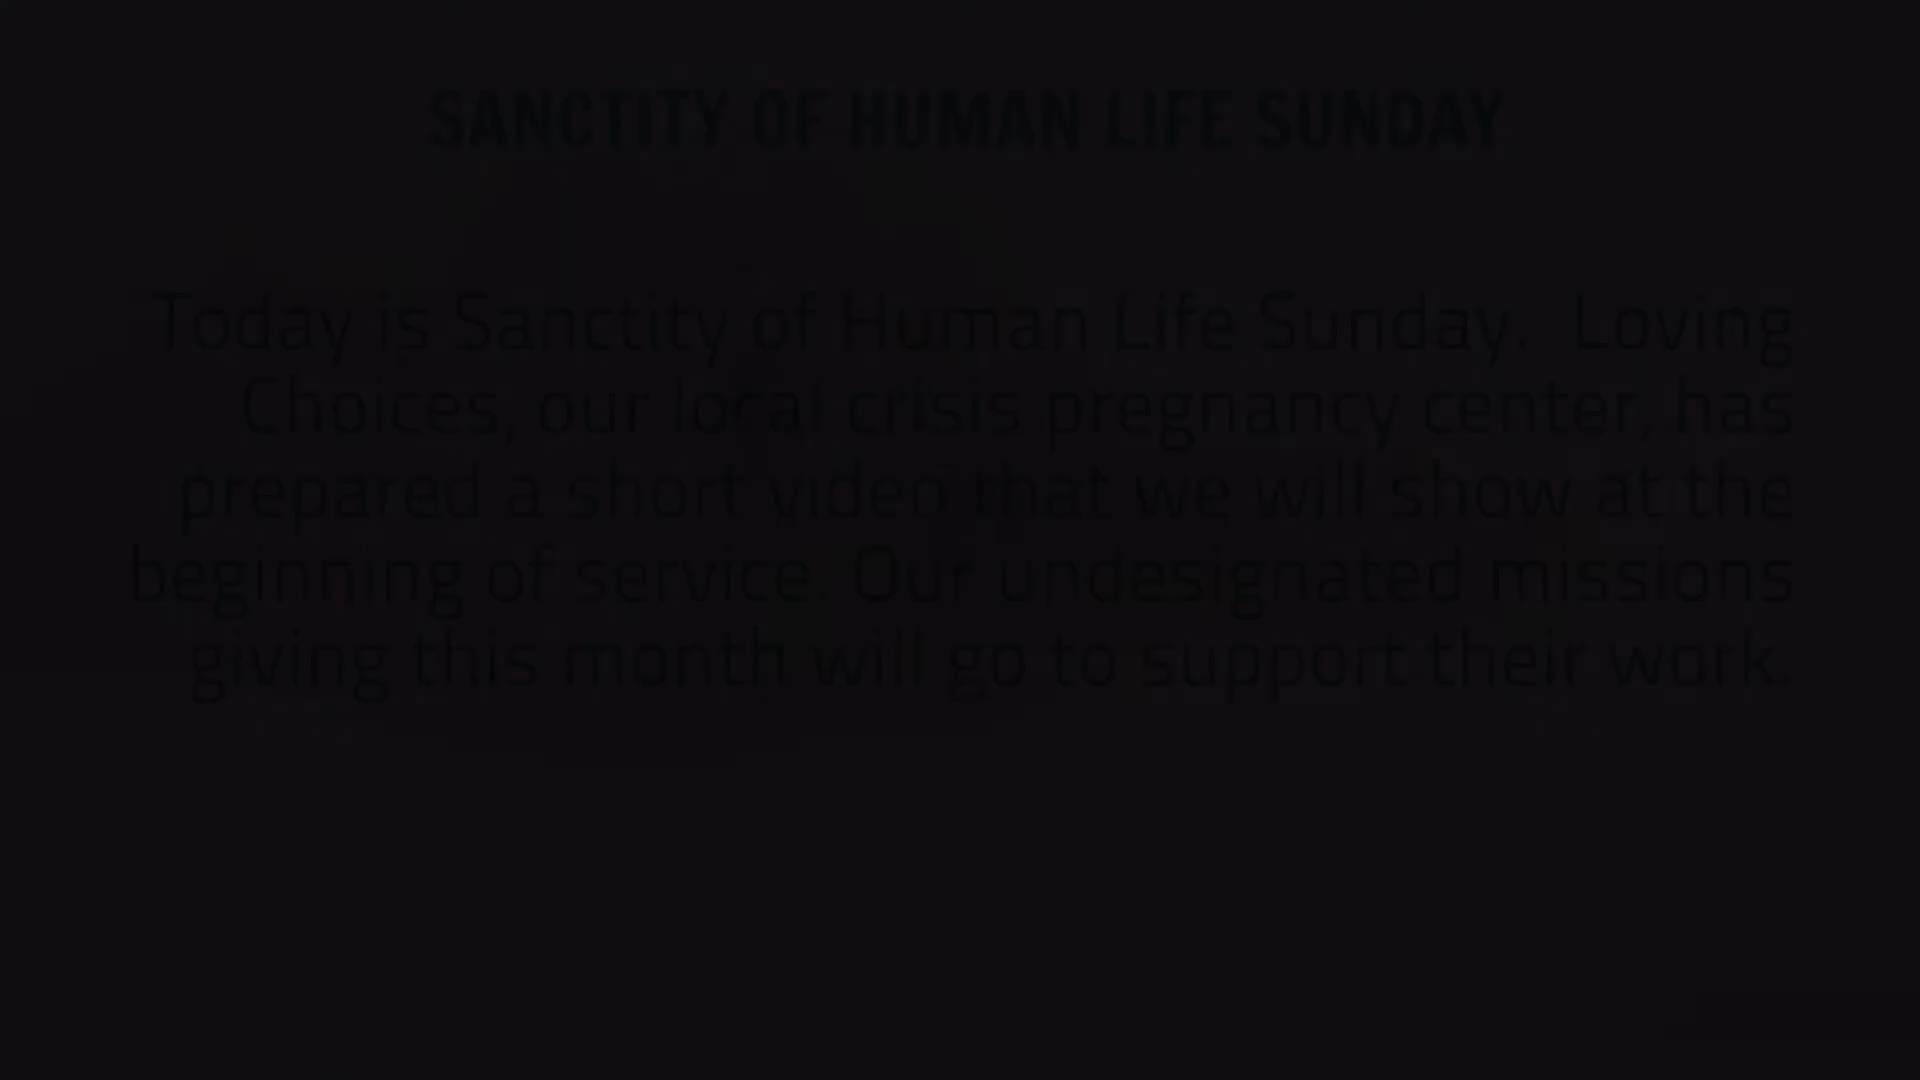 SANCTITY OF HUMAN LIFE SUNDAY
Today is Sanctity of Human Life Sunday. Loving
Choices, our local crisis pregnancy center, has
prepared a short video that we will show at the
beginning of service. Our undesignated missions
giving this month will go to support their work.